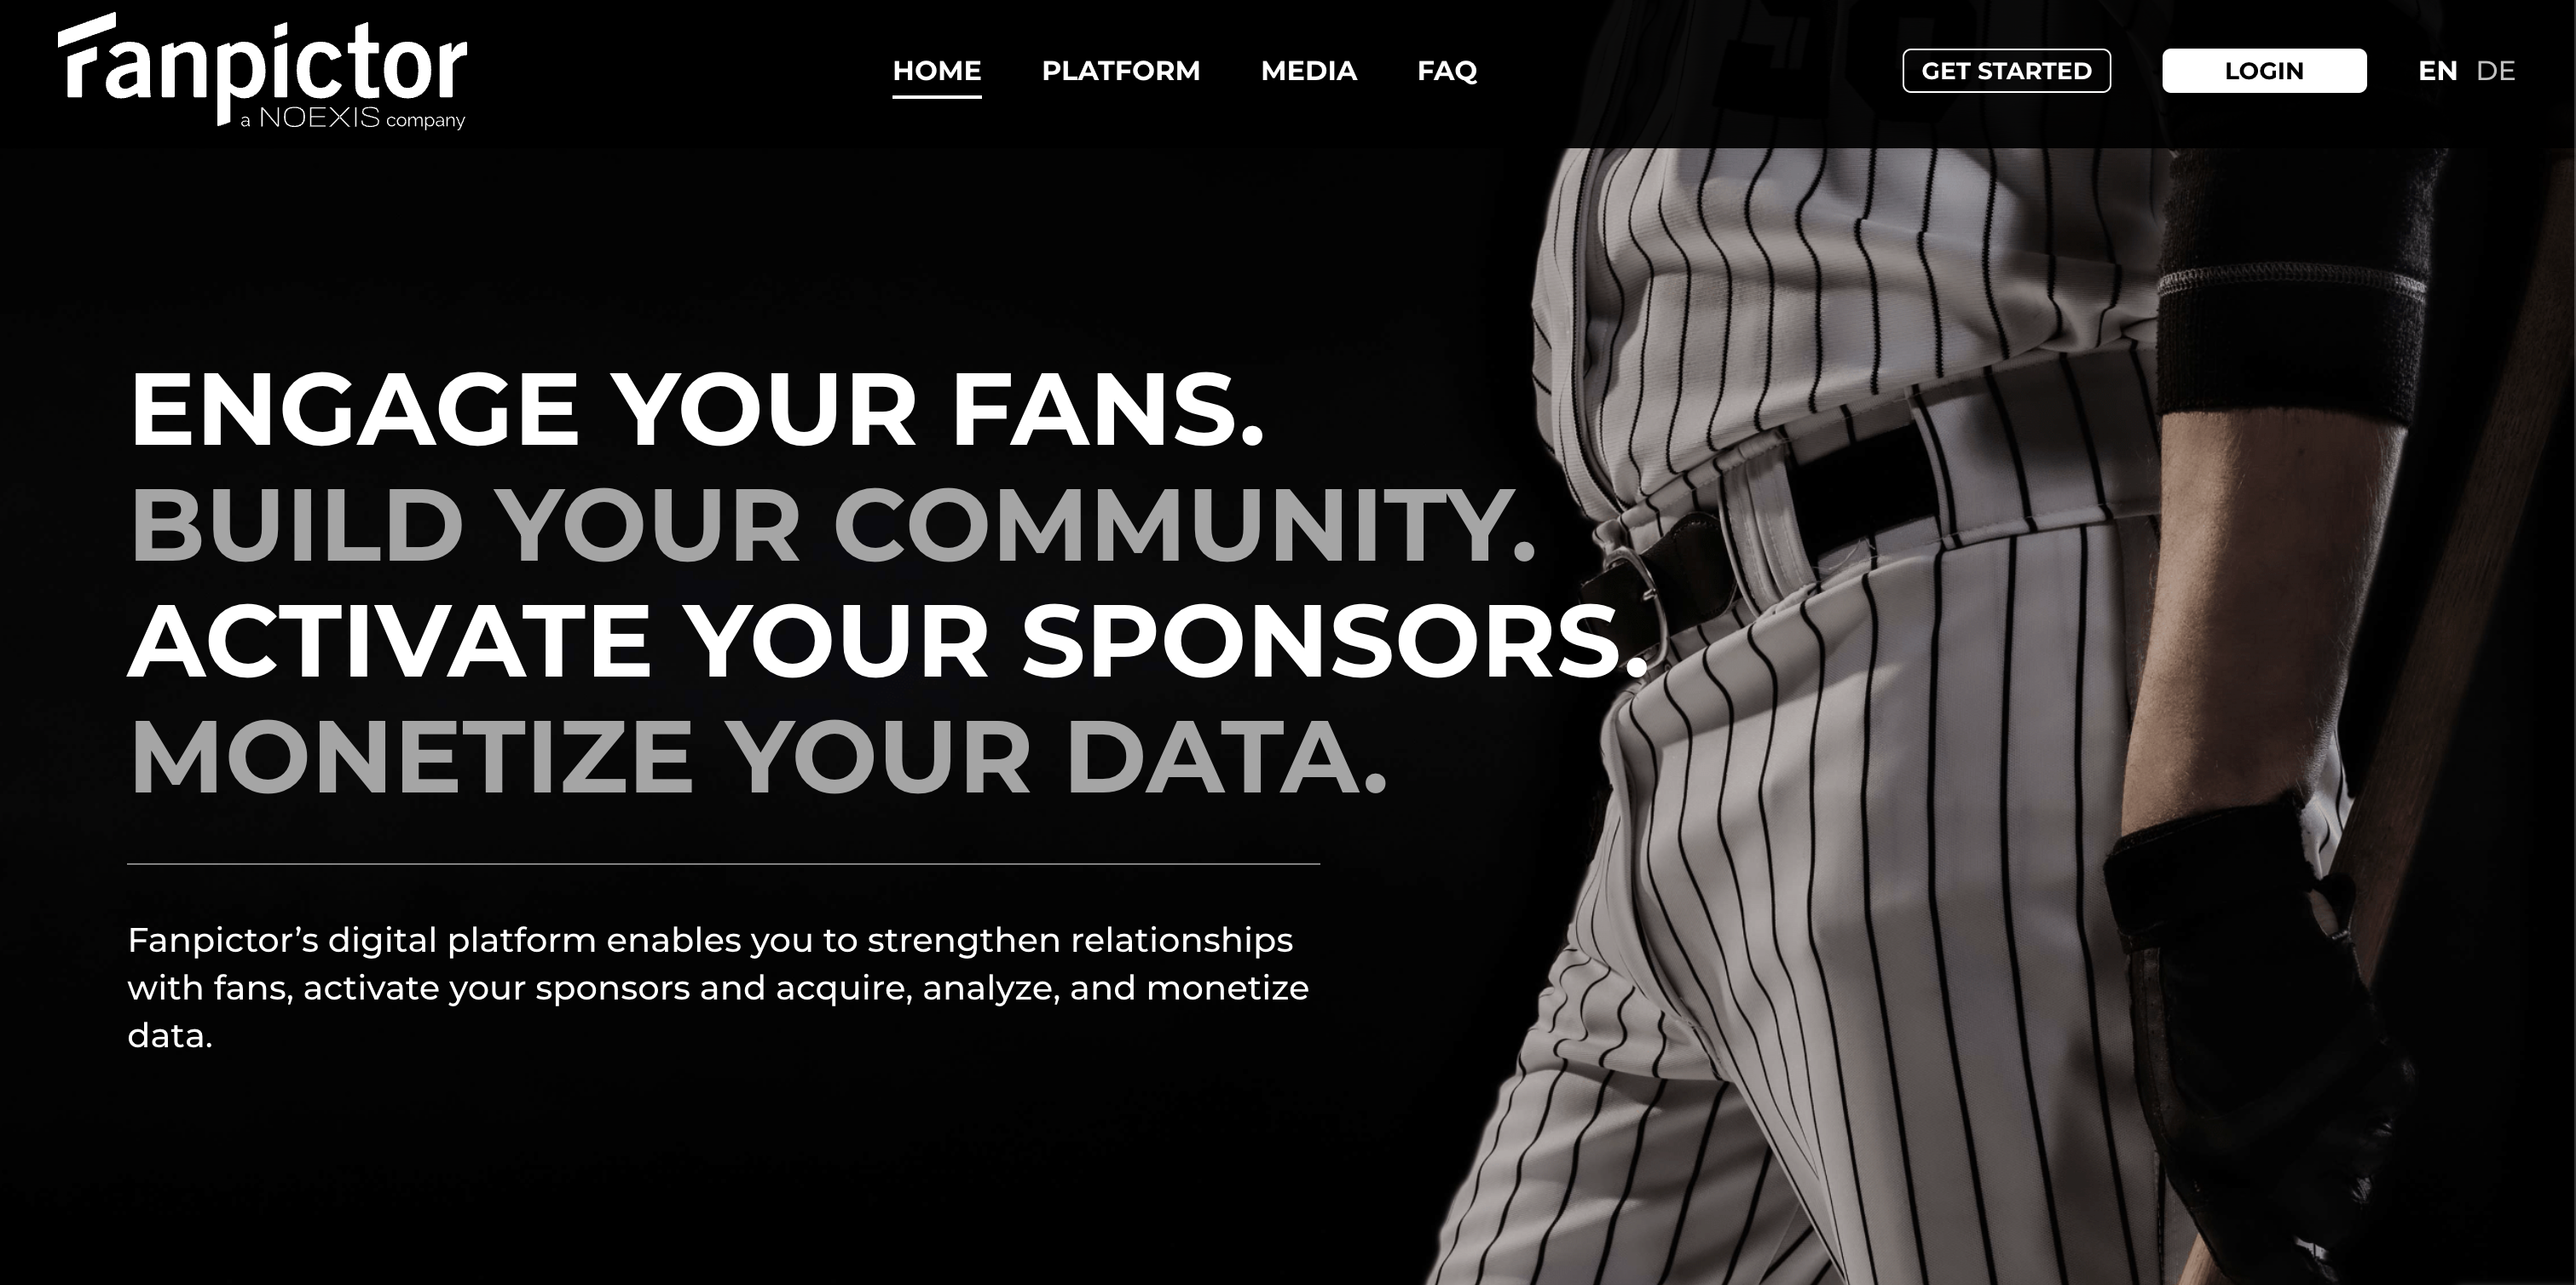 Fanpictor
a NOEXIS company
HOME PLATFORM MEDIA FAQ
GET STARTED LOGIN EN DE
ENGAGE YOUR FANS.
BUILD YOUR COMMUNITY.
ACTIVATE YOUR SPONSORS.
MONETIZE YOUR DATA.
Fanpictor’s digital platform enables you to strengthen relationships
with fans, activate your sponsors and acquire, analyze, and monetize
data.